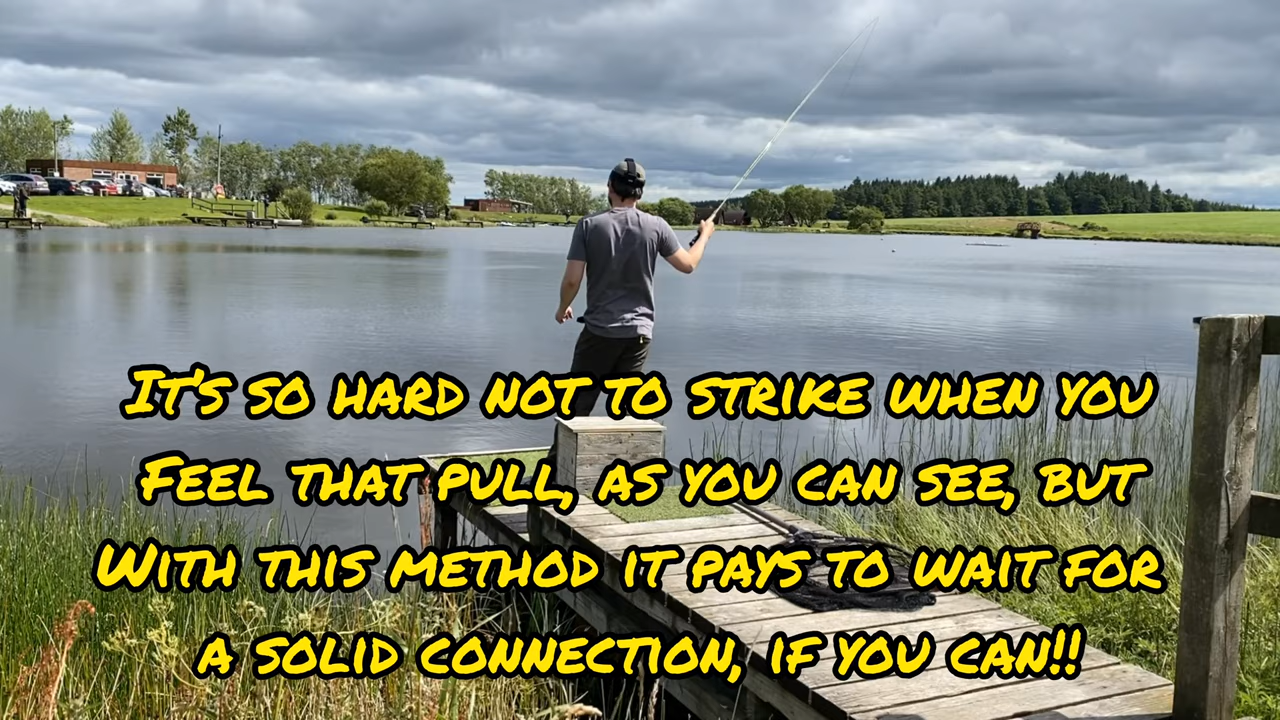 It's so hard not to strike when you
Feel that pull, as you can see, but
With this method it pays to wait for
a solid connection, if you can!!